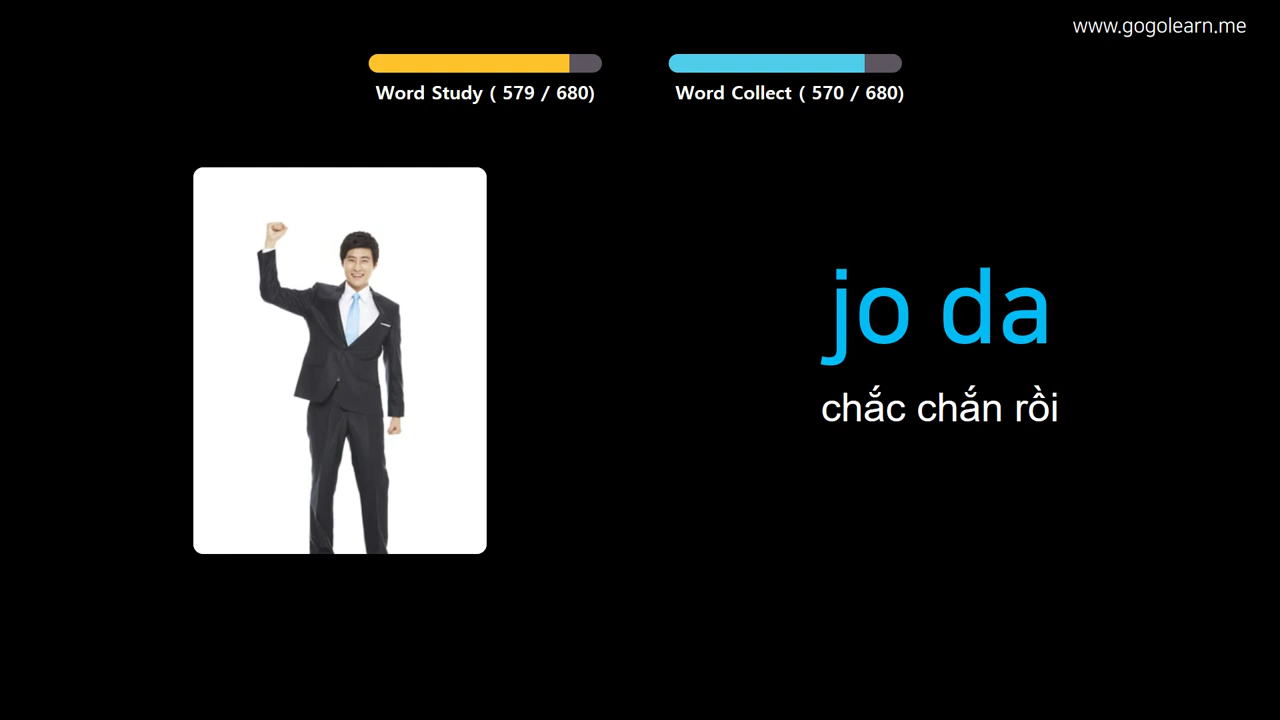 www.gogolearn.me
Word Study ( 579 / 680)
Word Collect ( 570 / 680)
jo da
chắc chắn rồi